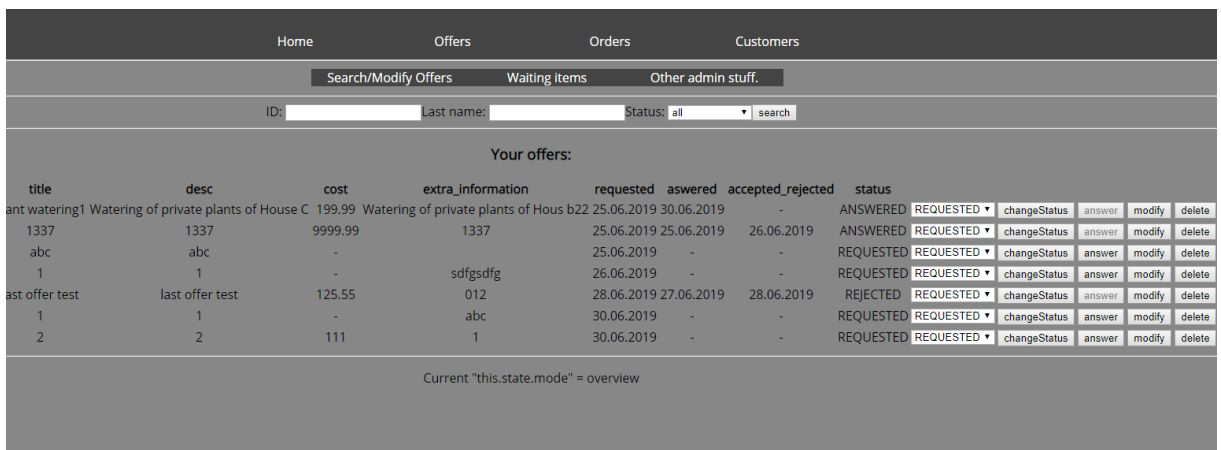 Home Offers Orders Customers
Search/Modify Offers Waiting items Other admin stuff.
ID: Last name: Status: all search
Your offers:
title desc cost extra_information requested aswered accepted_rejected status
ant watering1 Watering of private plants of House C 199.99 Watering of private plants of Hous b22 25.06.2019 30.06.2019 - ANSWERED REQUESTED changeStatus answer modify delete
1337 1337 9999.99 1337 25.06.2019 25.06.2019 26.06.2019 ANSWERED REQUESTED changeStatus answer modify delete
abc abc - 25.06.2019 - - REQUESTED REQUESTED changeStatus answer modify delete
1 1 - sdfgsdfg 26.06.2019 - - REQUESTED REQUESTED changeStatus answer modify delete
ast offer test last offer test 125.55 012 28.06.2019 27.06.2019 28.06.2019 REJECTED REQUESTED changeStatus answer modify delete
1 1 - abc 30.06.2019 - - REQUESTED REQUESTED changeStatus answer modify delete
2 2 111 1 30.06.2019 - - REQUESTED REQUESTED changeStatus answer modify delete
Current "this.state.mode" = overview